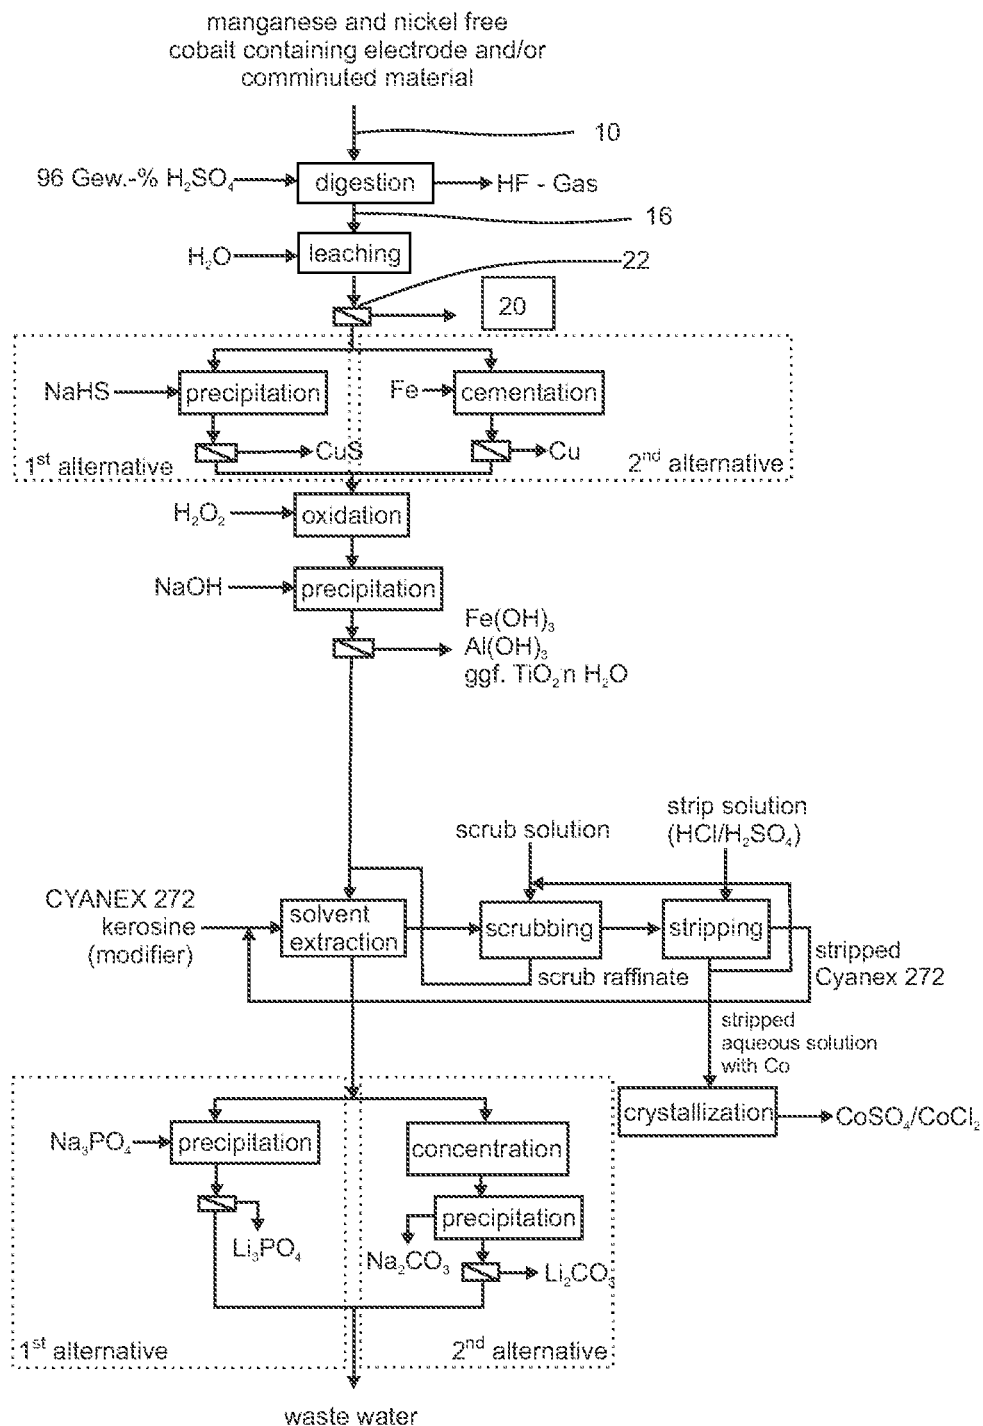 manganese and nickel free
cobalt containing electrode and/or
comminuted material
10
96 Gew.-% H₂SO₄
digestion
HF - Gas
16
H₂O
leaching
22
20
NaHS
precipitation
Fe
cementation
CuS
Cu
1st alternative
2nd alternative
H₂O₂
oxidation
NaOH
precipitation
Fe(OH)₃
Al(OH)₃
ggf. TiO₂ n H₂O
strip solution
(HCl/H₂SO₄)
scrub solution
CYANEX 272
kerosine
(modifier)
solvent
extraction
scrubbing
stripping
stripped
Cyanex 272
scrub raffinate
stripped
aqueous solution
with Co
crystallization
CoSO₄/CoCl₂
Na₃PO₄
precipitation
concentration
precipitation
Li₃PO₄
Na₂CO₃
Li₂CO₃
1st alternative
2nd alternative
waste water